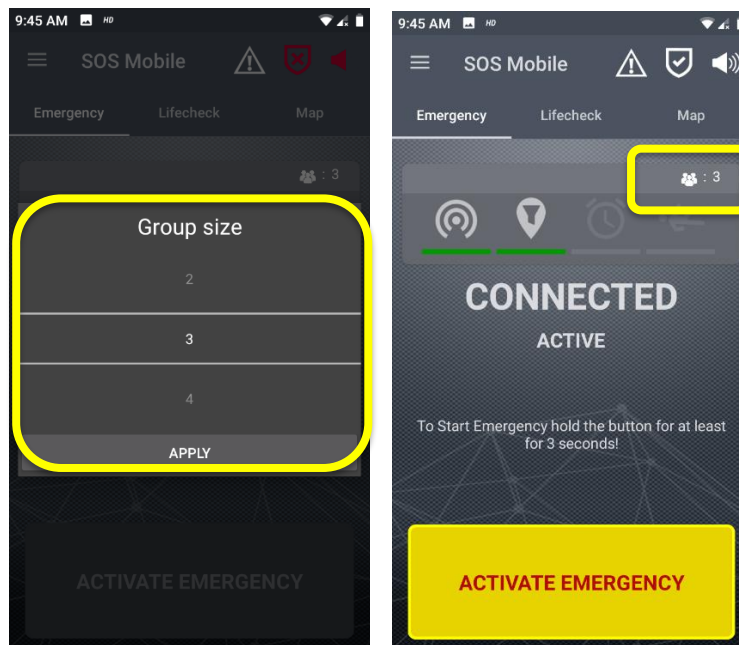 9:45 AM HD
SOS Mobile
Emergency Lifecheck Map
: 3
Group size
2
3
4
APPLY
ACTIVATE EMERGENCY
9:45 AM HD
SOS Mobile
Emergency Lifecheck Map
: 3
CONNECTED
ACTIVE
To Start Emergency hold the button for at least
for 3 seconds!
ACTIVATE EMERGENCY